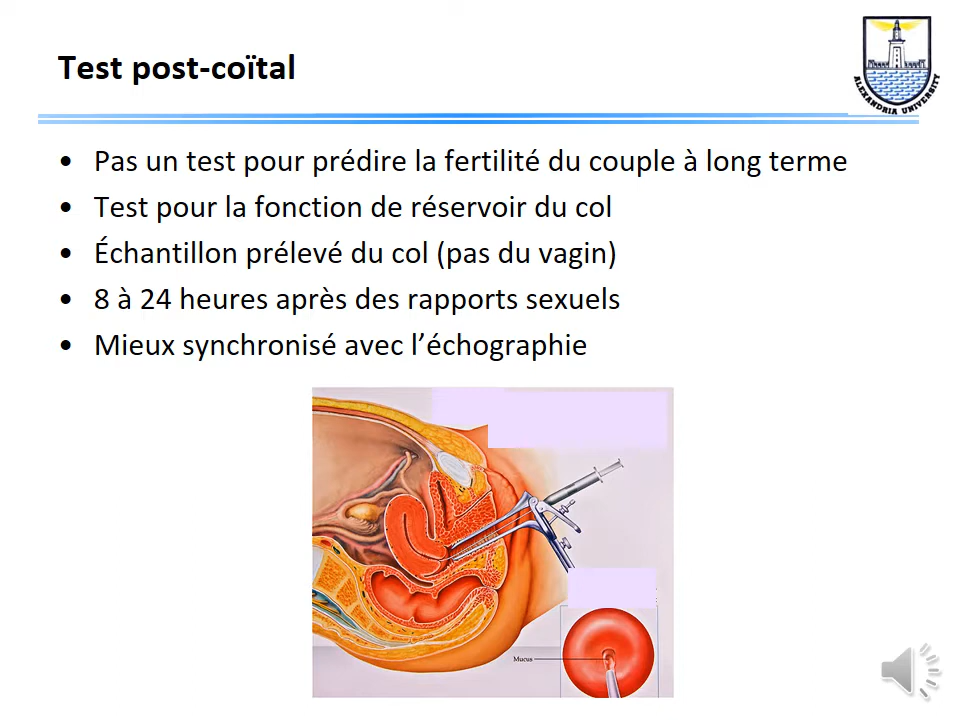 Test post-coïtal
ALEXANDRIA UNIVERSITY
• Pas un test pour prédire la fertilité du couple à long terme
• Test pour la fonction de réservoir du col
• Échantillon prélevé du col (pas du vagin)
• 8 à 24 heures après des rapports sexuels
• Mieux synchronisé avec l’échographie
Mucus